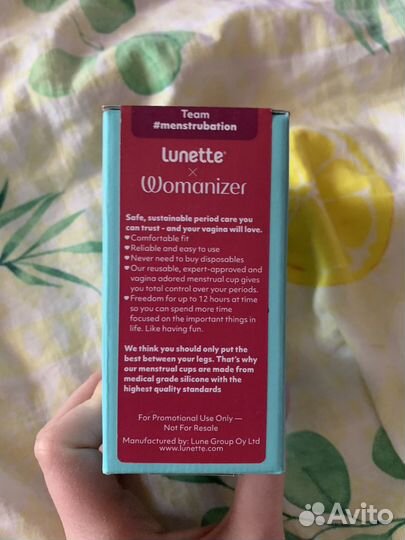 Team
#menstrubation
Lunette®
×
Womanizer
Safe, sustainable period care you
can trust - and your vagina will love.
♥ Comfortable fit
♥ Reliable and easy to use
♥ Never need to buy disposables
♥ Our reusable, expert-approved and
vagina adored menstrual cup gives
you total control over your periods.
♥ Freedom for up to 12 hours at time
so you can spend more time
focused on the important things in
life. Like having fun.
We think you should only put the
best between your legs. That's why
our menstrual cups are made from
medical grade silicone with the
highest quality standards
For Promotional Use Only —
Not For Resale
Manufactured by: Lune Group Oy Ltd
www.lunette.com
Avito